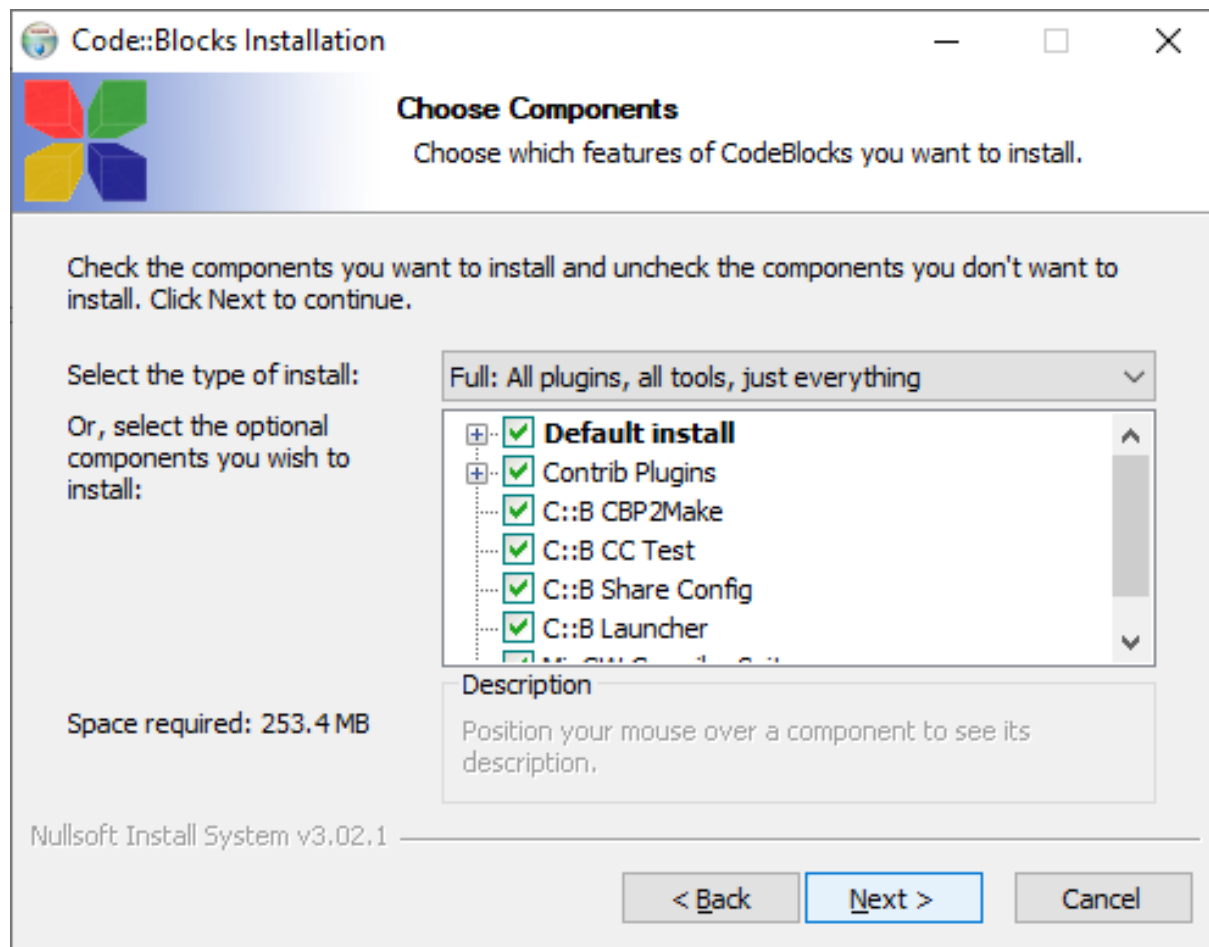 Code::Blocks Installation
Choose Components
Choose which features of CodeBlocks you want to install.
Check the components you want to install and uncheck the components you don't want to
install. Click Next to continue.
Select the type of install:
Full: All plugins, all tools, just everything
Or, select the optional
components you wish to
install:
Default install
Contrib Plugins
C::B CBP2Make
C::B CC Test
C::B Share Config
C::B Launcher
Space required: 253.4 MB
Description
Position your mouse over a component to see its
description.
Nullsoft Install System v3.02.1
< Back
Next >
Cancel